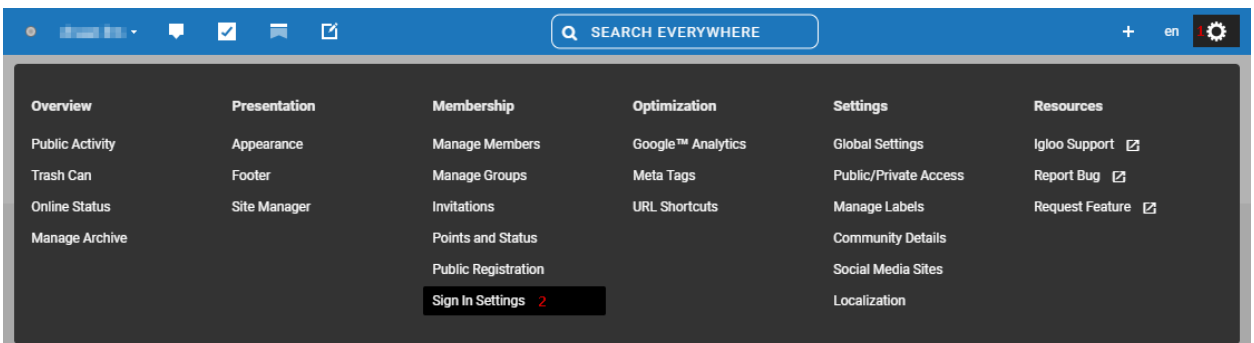 SEARCH EVERYWHERE
en
1
Overview
Public Activity
Trash Can
Online Status
Manage Archive
Presentation
Appearance
Footer
Site Manager
Membership
Manage Members
Manage Groups
Invitations
Points and Status
Public Registration
Sign In Settings 2
Optimization
Google™ Analytics
Meta Tags
URL Shortcuts
Settings
Global Settings
Public/Private Access
Manage Labels
Community Details
Social Media Sites
Localization
Resources
Igloo Support
Report Bug
Request Feature